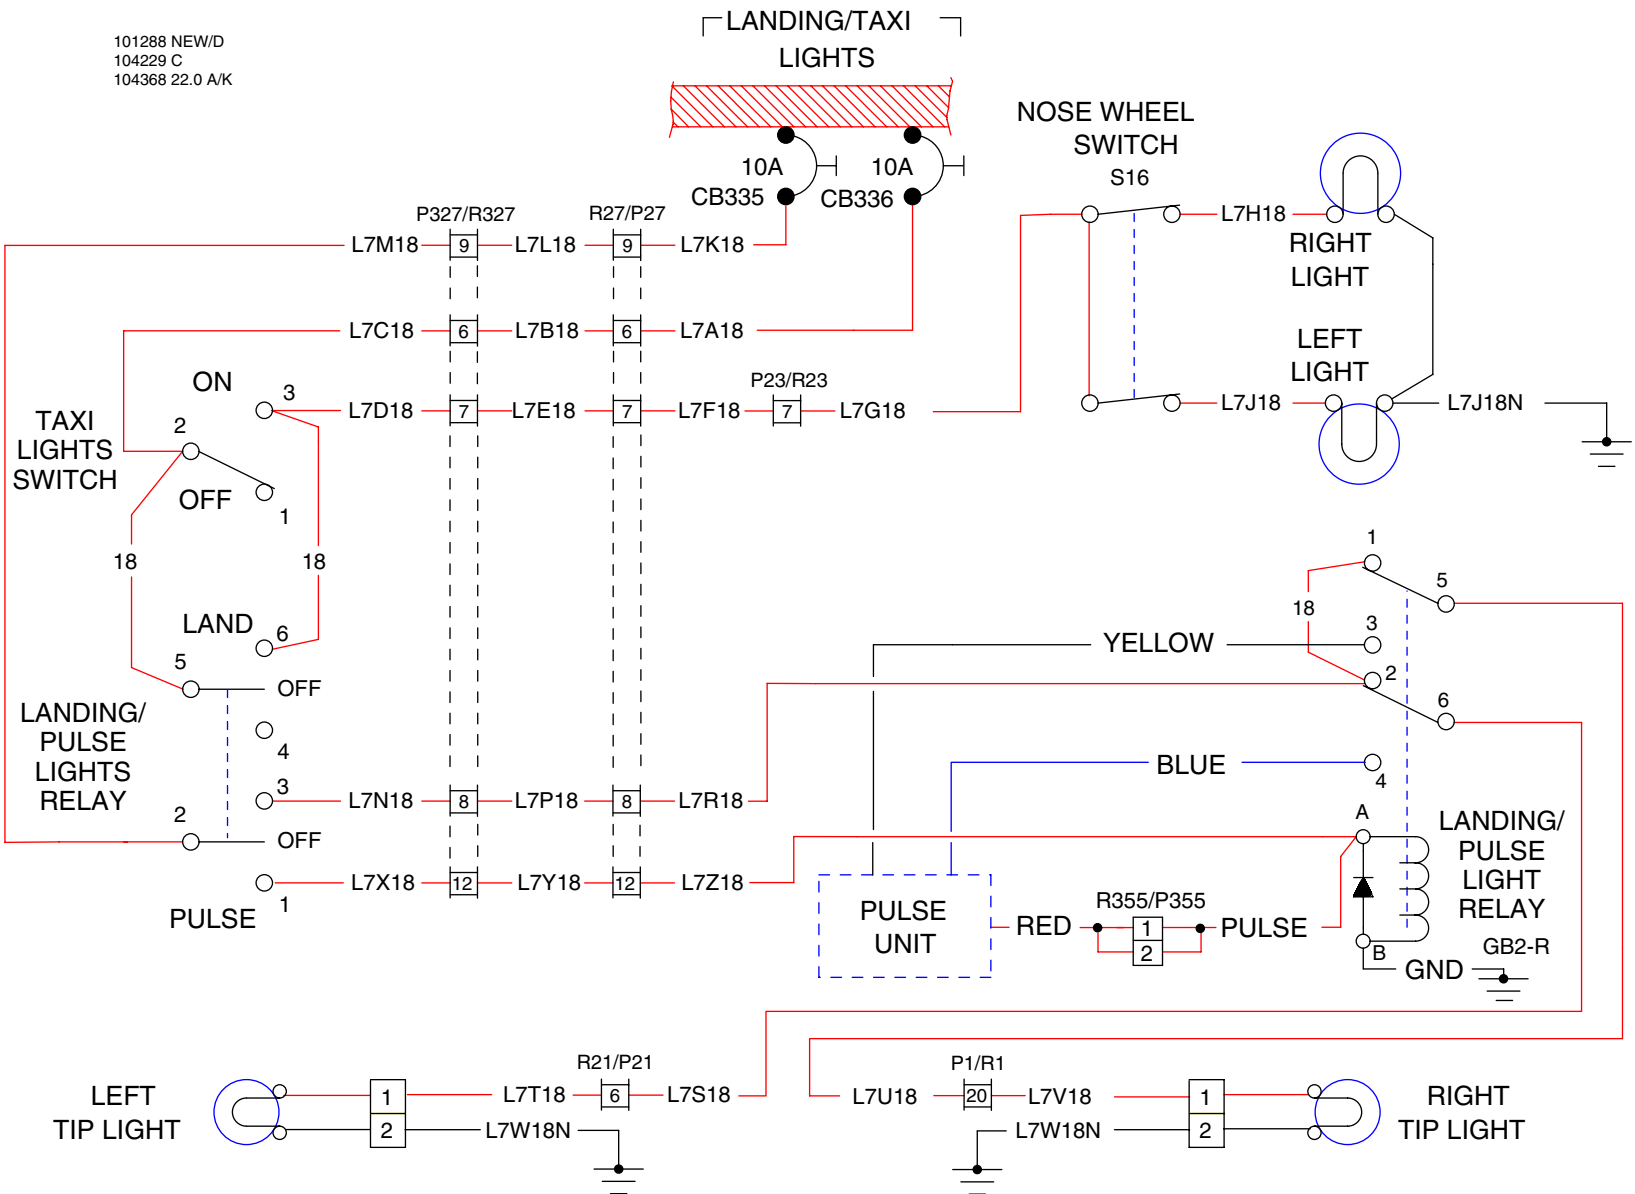 LANDING/TAXI
LIGHTS
101288 NEW/D
104229 C
104368 22.0 A/K
NOSE WHEEL
SWITCH
S16
10A
10A
CB335
CB336
P327/R327
R27/P27
L7M18
9
L7L18
9
L7K18
L7H18
RIGHT
LIGHT
L7C18
6
L7B18
6
L7A18
LEFT
LIGHT
ON
3
P23/R23
L7D18
7
L7E18
7
L7F18
7
L7G18
L7J18
L7J18N
TAXI
LIGHTS
SWITCH
2
OFF
1
18
18
1
5
18
LAND
6
3
YELLOW
5
OFF
2
6
LANDING/
PULSE
LIGHTS
RELAY
4
BLUE
4
3
L7N18
8
L7P18
8
L7R18
2
OFF
A
LANDING/
PULSE
LIGHT
RELAY
1
L7X18
12
L7Y18
12
L7Z18
PULSE
PULSE
UNIT
RED
R355/P355
1
2
PULSE
B
GB2-R
GND
R21/P21
P1/R1
LEFT
TIP LIGHT
1
2
L7T18
6
L7S18
L7W18N
L7U18
20
L7V18
L7W18N
1
2
RIGHT
TIP LIGHT